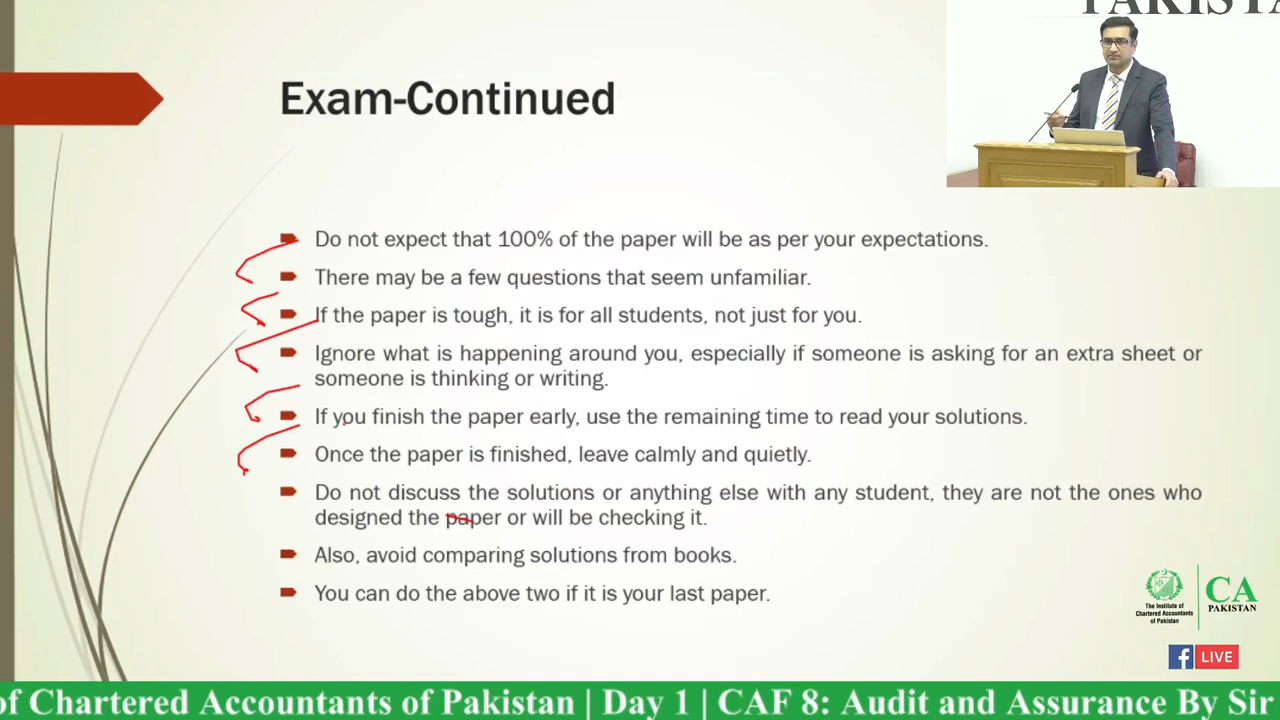 PAKISTA
Exam-Continued
Do not expect that 100% of the paper will be as per your expectations.
There may be a few questions that seem unfamiliar.
If the paper is tough, it is for all students, not just for you.
Ignore what is happening around you, especially if someone is asking for an extra sheet or
someone is thinking or writing.
If you finish the paper early, use the remaining time to read your solutions.
Once the paper is finished, leave calmly and quietly.
Do not discuss the solutions or anything else with any student, they are not the ones who
designed the paper or will be checking it.
Also, avoid comparing solutions from books.
You can do the above two if it is your last paper.
The Institute of
Chartered Accountants
of Pakistan
CA
PAKISTAN
f LIVE
of Chartered Accountants of Pakistan | Day 1 | CAF 8: Audit and Assurance By Sir